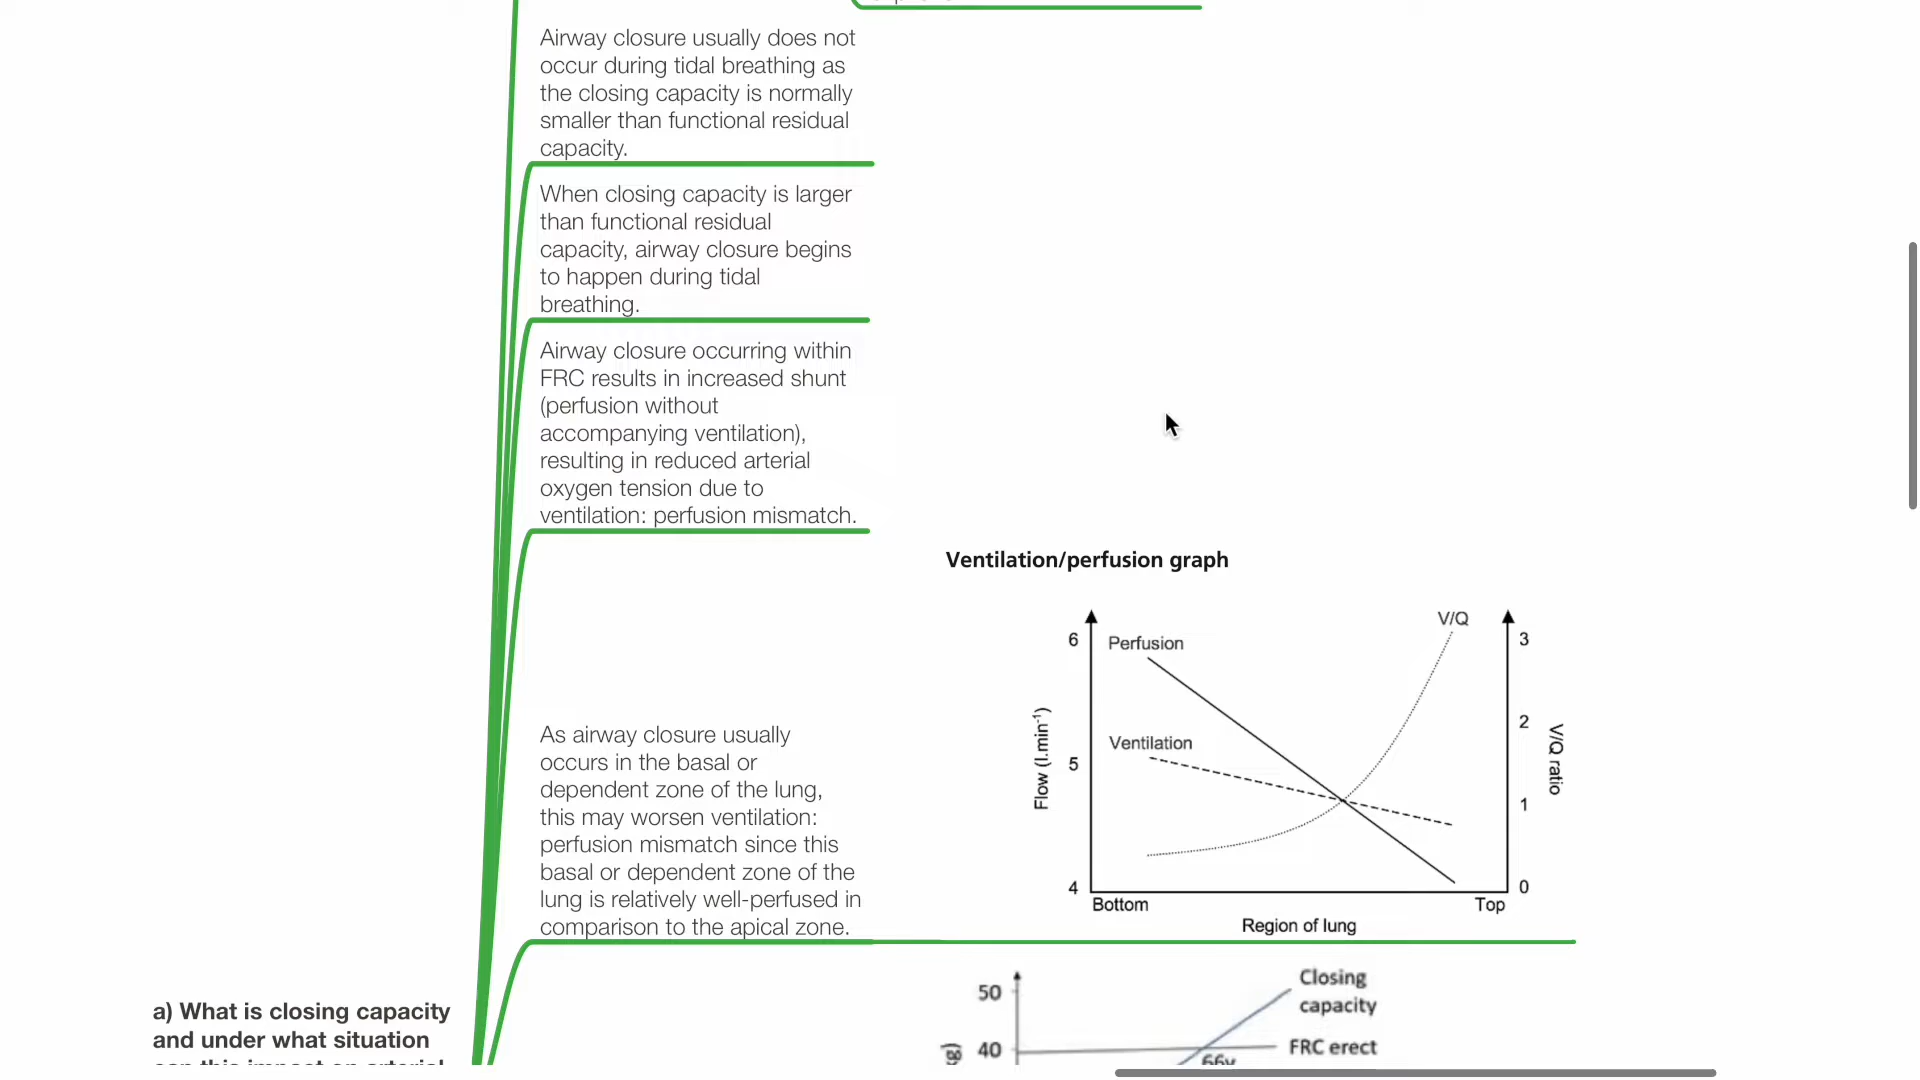 Airway closure usually does not
occur during tidal breathing as
the closing capacity is normally
smaller than functional residual
capacity.
When closing capacity is larger
than functional residual
capacity, airway closure begins
to happen during tidal
breathing.
Airway closure occurring within
FRC results in increased shunt
(perfusion without
accompanying ventilation),
resulting in reduced arterial
oxygen tension due to
ventilation: perfusion mismatch.
As airway closure usually
occurs in the basal or
dependent zone of the lung,
this may worsen ventilation:
perfusion mismatch since this
basal or dependent zone of the
lung is relatively well-perfused in
comparison to the apical zone.
Ventilation/perfusion graph
V/Q
6
Perfusion
3
2
Ventilation
5
Flow (l.min⁻¹)
V/Q ratio
1
4
0
Bottom
Top
Region of lung
Closing
capacity
50
40
FRC erect
66y
a) What is closing capacity
and under what situation
can this impact on arterial